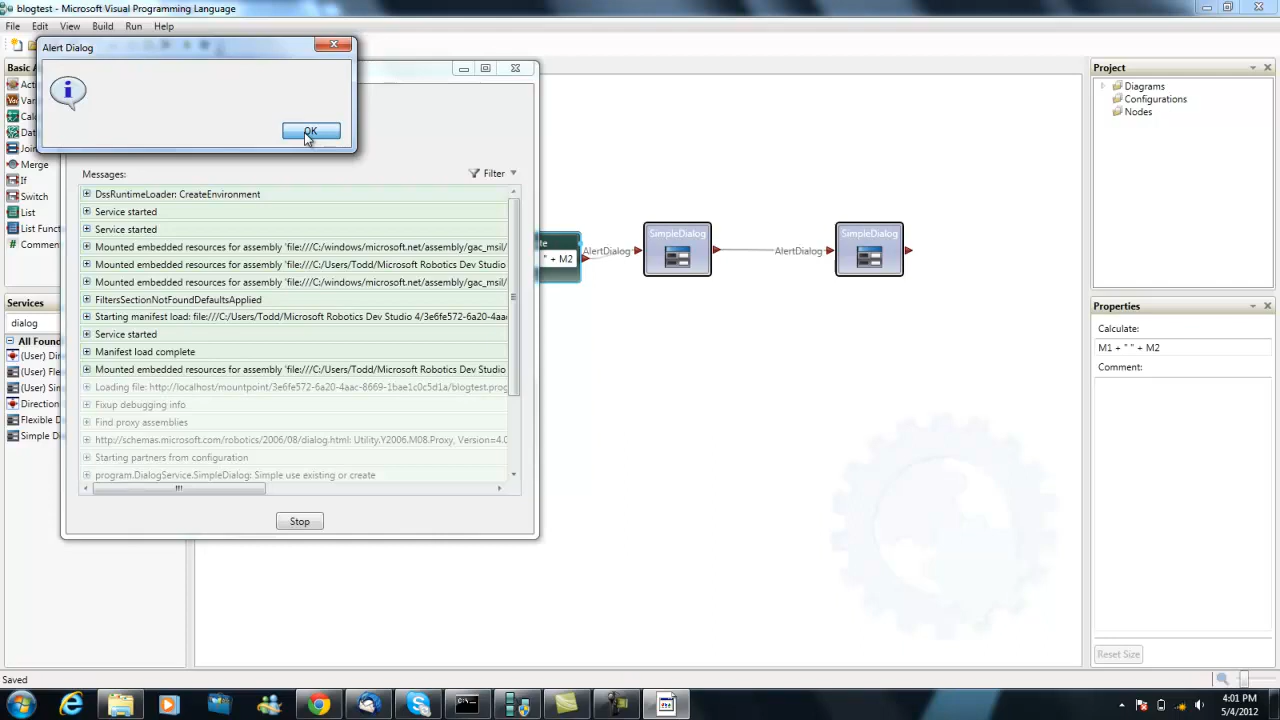 blogtest - Microsoft Visual Programming Language
File Edit View Build Run Help
Alert Dialog
OK
Basic
Join
Merge
If
Switch
List
List Func
Comme
Services
dialog
All Foun
(User) Di
(User) Fle
(User) Sim
Direction
Flexible D
Simple Di
Messages:
Filter
DssRuntimeLoader: CreateEnvironment
Service started
Service started
Mounted embedded resources for assembly 'file:///C:/windows/microsoft.net/assembly/gac_msil/
Mounted embedded resources for assembly 'file:///C:/Users/Todd/Microsoft Robotics Dev Studio
Mounted embedded resources for assembly 'file:///C:/windows/microsoft.net/assembly/gac_msil/
FiltersSectionNotFoundDefaultsApplied
Starting manifest load: file:///C:/Users/Todd/Microsoft Robotics Dev Studio 4/3e6fe572-6a20-4aa
Service started
Manifest load complete
Mounted embedded resources for assembly 'file:///C:/Users/Todd/Microsoft Robotics Dev Studio
Loading file: http://localhost/mountpoint/3e6fe572-6a20-4aac-8669-1bae1c0c5d1a/blogtest.prog
Fixup debugging info
Find proxy assemblies
http://schemas.microsoft.com/robotics/2006/08/dialog.html: Utility.Y2006.M08.Proxy, Version=4.0
Starting partners from configuration
program.DialogService.SimpleDialog: Simple use existing or create
Stop
te
" " + M2
AlertDialog
SimpleDialog
AlertDialog
SimpleDialog
Project
Diagrams
Configurations
Nodes
Properties
Calculate:
M1 + " " + M2
Comment:
Reset Size
Saved
4:01 PM
5/4/2012